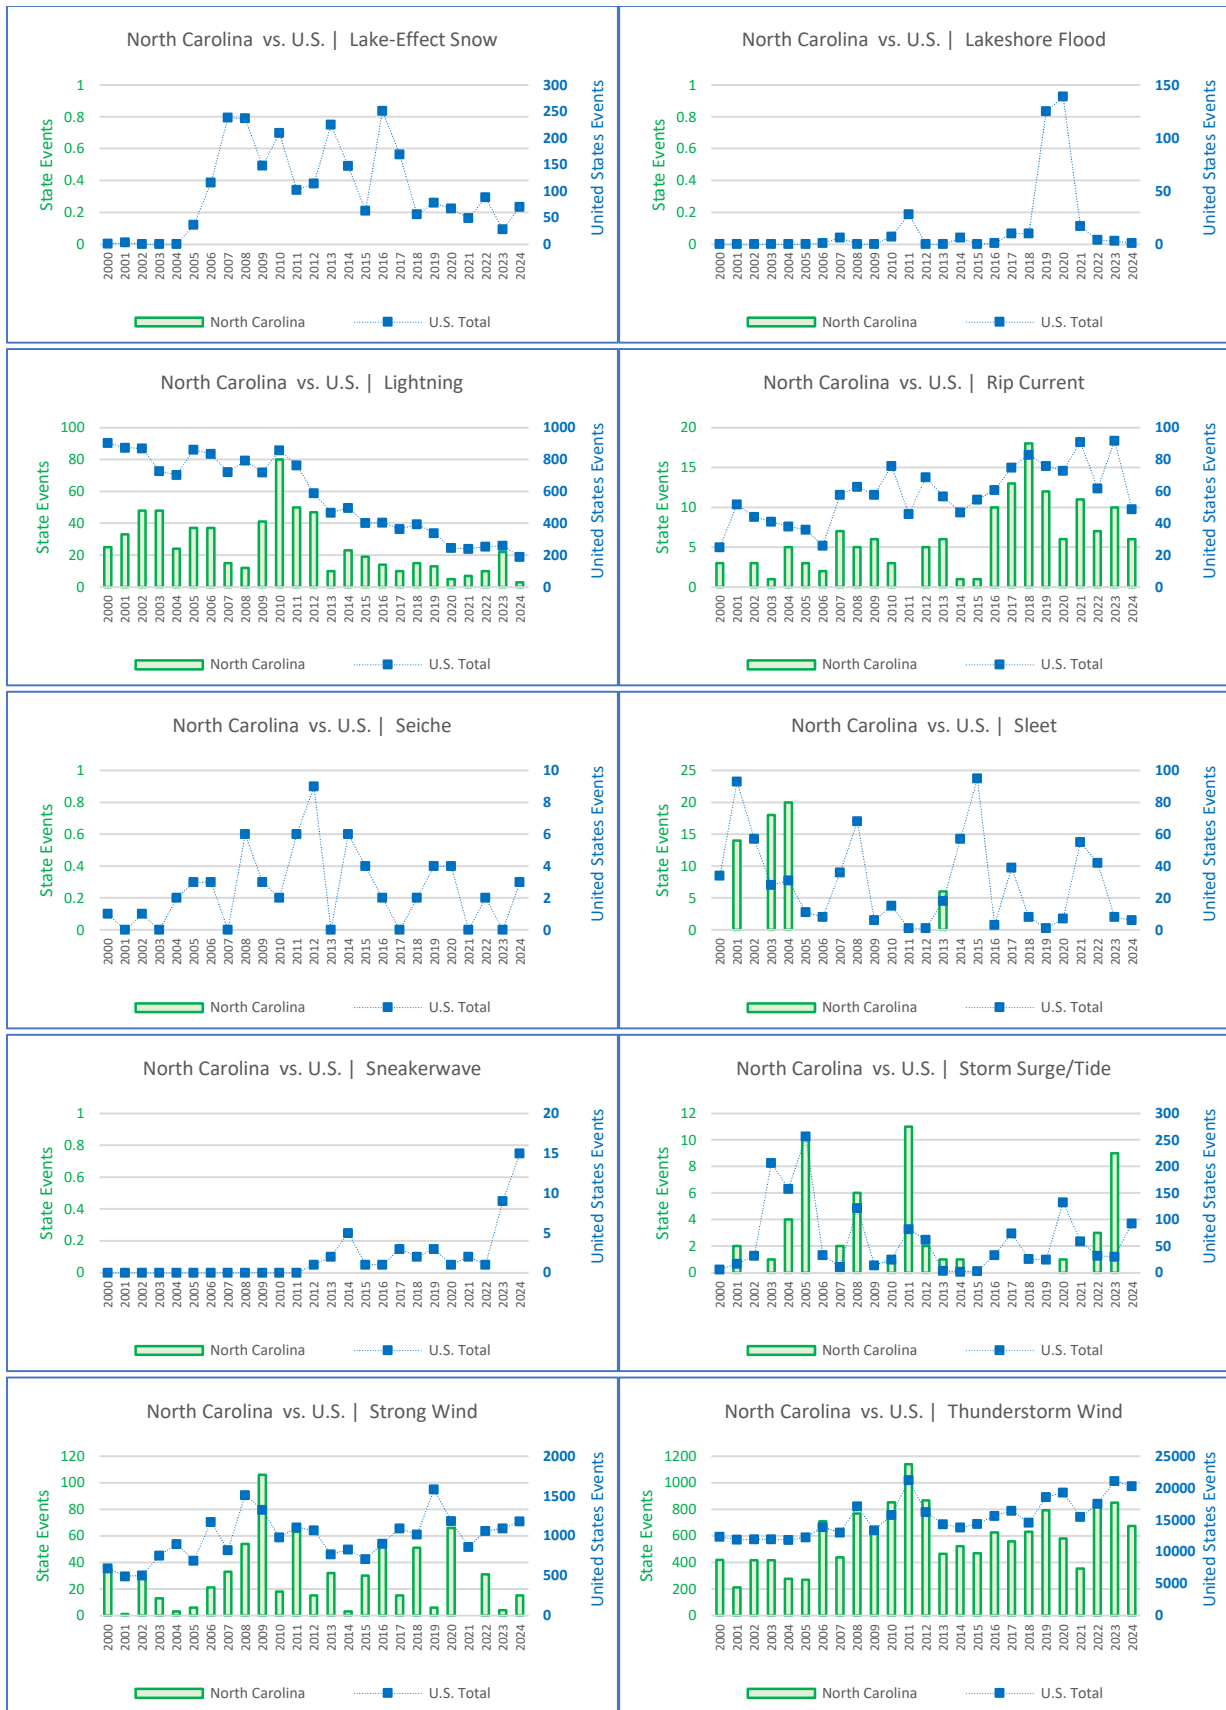 North Carolina vs. U.S. | Lake-Effect Snow
State Events
1
0.8
0.6
0.4
0.2
0
300
250
200
150
100
50
0
United States Events
2000 2001 2002 2003 2004 2005 2006 2007 2008 2009 2010 2011 2012 2013 2014 2015 2016 2017 2018 2019 2020 2021 2022 2023 2024
North Carolina U.S. Total
North Carolina vs. U.S. | Lakeshore Flood
State Events
1
0.8
0.6
0.4
0.2
0
150
100
50
0
United States Events
2000 2001 2002 2003 2004 2005 2006 2007 2008 2009 2010 2011 2012 2013 2014 2015 2016 2017 2018 2019 2020 2021 2022 2023 2024
North Carolina U.S. Total
North Carolina vs. U.S. | Lightning
State Events
100
80
60
40
20
0
1000
800
600
400
200
0
United States Events
2000 2001 2002 2003 2004 2005 2006 2007 2008 2009 2010 2011 2012 2013 2014 2015 2016 2017 2018 2019 2020 2021 2022 2023 2024
North Carolina U.S. Total
North Carolina vs. U.S. | Rip Current
State Events
20
15
10
5
0
100
80
60
40
20
0
United States Events
2000 2001 2002 2003 2004 2005 2006 2007 2008 2009 2010 2011 2012 2013 2014 2015 2016 2017 2018 2019 2020 2021 2022 2023 2024
North Carolina U.S. Total
North Carolina vs. U.S. | Seiche
State Events
1
0.8
0.6
0.4
0.2
0
10
8
6
4
2
0
United States Events
2000 2001 2002 2003 2004 2005 2006 2007 2008 2009 2010 2011 2012 2013 2014 2015 2016 2017 2018 2019 2020 2021 2022 2023 2024
North Carolina U.S. Total
North Carolina vs. U.S. | Sleet
State Events
25
20
15
10
5
0
100
80
60
40
20
0
United States Events
2000 2001 2002 2003 2004 2005 2006 2007 2008 2009 2010 2011 2012 2013 2014 2015 2016 2017 2018 2019 2020 2021 2022 2023 2024
North Carolina U.S. Total
North Carolina vs. U.S. | Sneakerwave
State Events
1
0.8
0.6
0.4
0.2
0
20
15
10
5
0
United States Events
2000 2001 2002 2003 2004 2005 2006 2007 2008 2009 2010 2011 2012 2013 2014 2015 2016 2017 2018 2019 2020 2021 2022 2023 2024
North Carolina U.S. Total
North Carolina vs. U.S. | Storm Surge/Tide
State Events
12
10
8
6
4
2
0
300
250
200
150
100
50
0
United States Events
2000 2001 2002 2003 2004 2005 2006 2007 2008 2009 2010 2011 2012 2013 2014 2015 2016 2017 2018 2019 2020 2021 2022 2023 2024
North Carolina U.S. Total
North Carolina vs. U.S. | Strong Wind
State Events
120
100
80
60
40
20
0
2000
1500
1000
500
0
United States Events
2000 2001 2002 2003 2004 2005 2006 2007 2008 2009 2010 2011 2012 2013 2014 2015 2016 2017 2018 2019 2020 2021 2022 2023 2024
North Carolina U.S. Total
North Carolina vs. U.S. | Thunderstorm Wind
State Events
1200
1000
800
600
400
200
0
25000
20000
15000
10000
5000
0
United States Events
2000 2001 2002 2003 2004 2005 2006 2007 2008 2009 2010 2011 2012 2013 2014 2015 2016 2017 2018 2019 2020 2021 2022 2023 2024
North Carolina U.S. Total